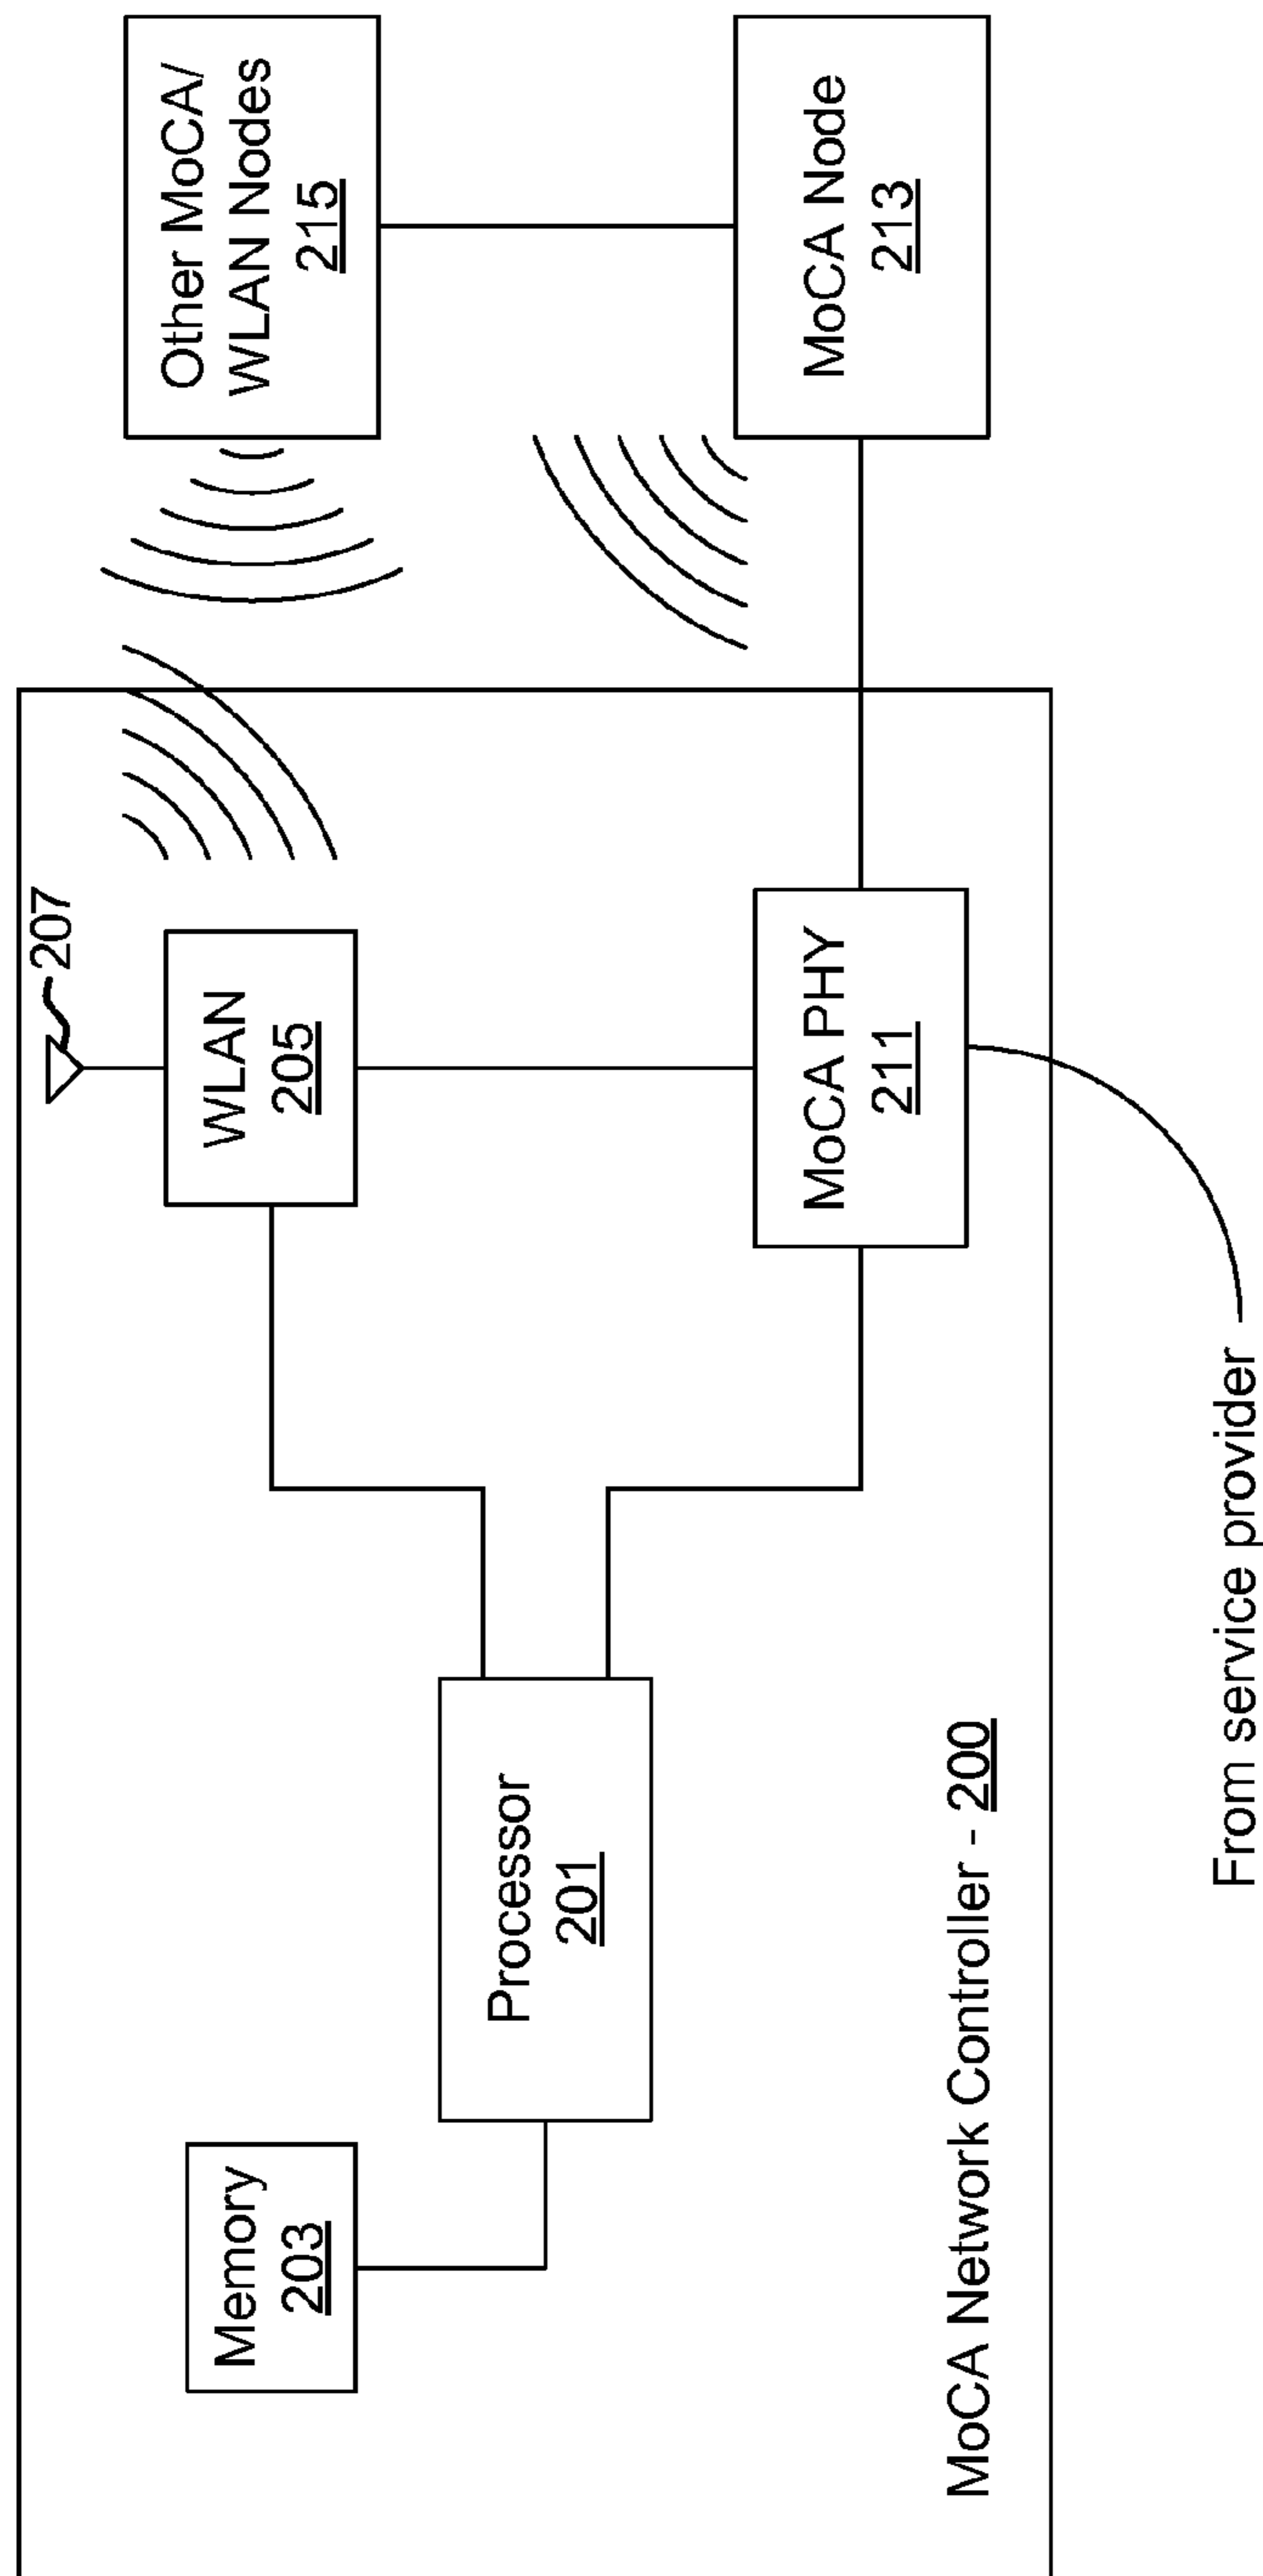 207
Memory
203
Processor
201
WLAN
205
MoCA PHY
211
Other MoCA/
WLAN Nodes
215
MoCA Node
213
MoCA Network Controller - 200
From service provider